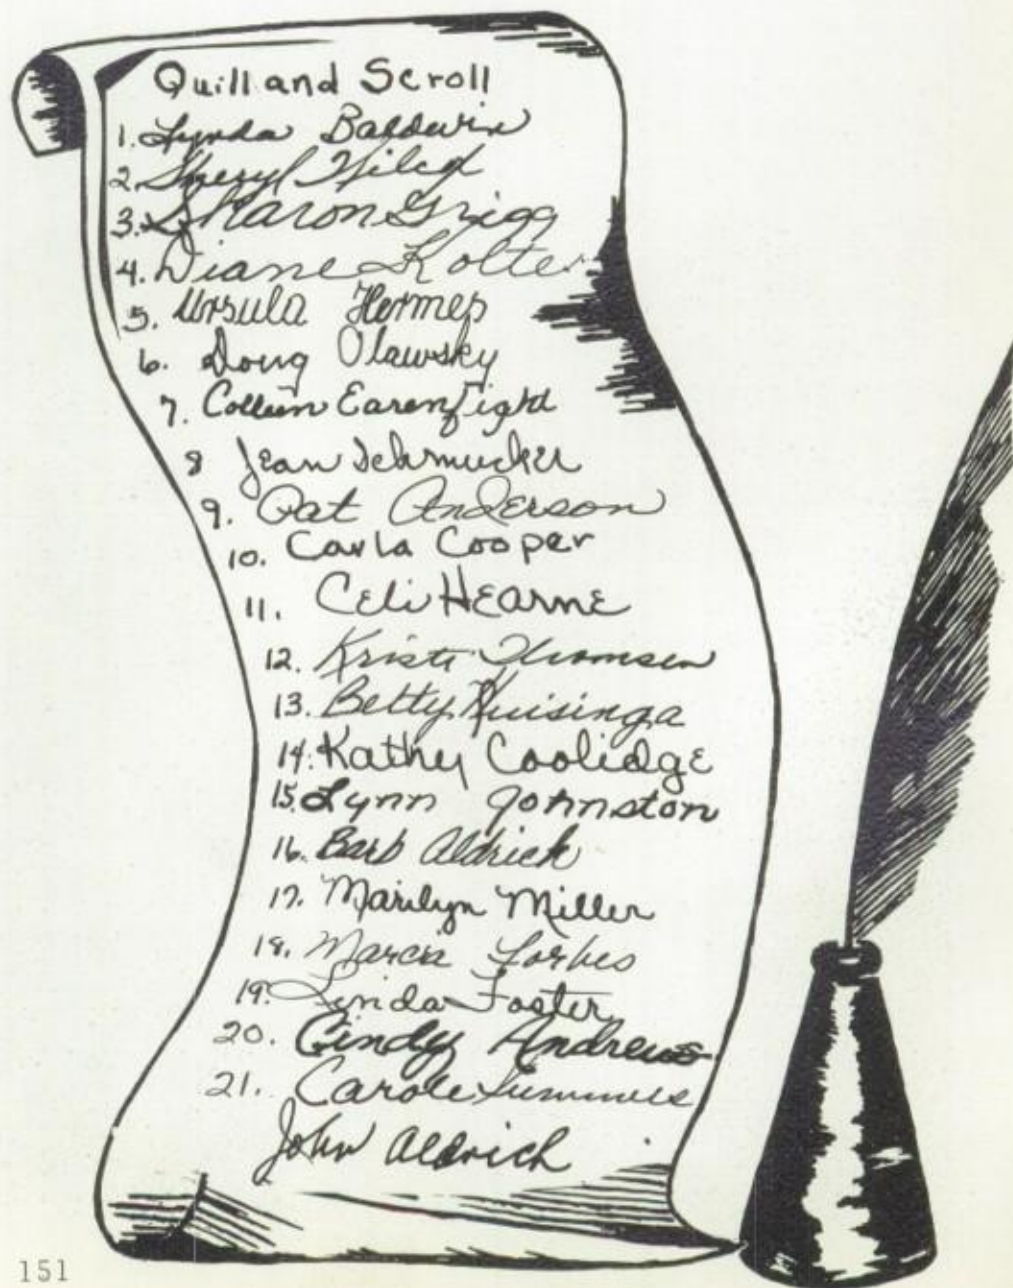 Quill and Scroll
1. Lynda Baldwin
2. Sheryl
3. Sharon Grigg
4. Diane Kolter
5. Ursula Hermes
6. Doug Olawsky
7. Colleen Earenfight
8 Jean Schmucker
9. Pat Anderson
10. Carla Cooper
11. Celi Hearne
12. Kristi Thomsen
13. Betty Huisinga
14. Kathy Coolidge
15. Lynn Johnston
16. Barb Aldrich
17. Marilyn Miller
18. Marcia Forbes
19. Linda Foster
20. Cindy Andrews
21. Carole Summers
John Aldrich
151